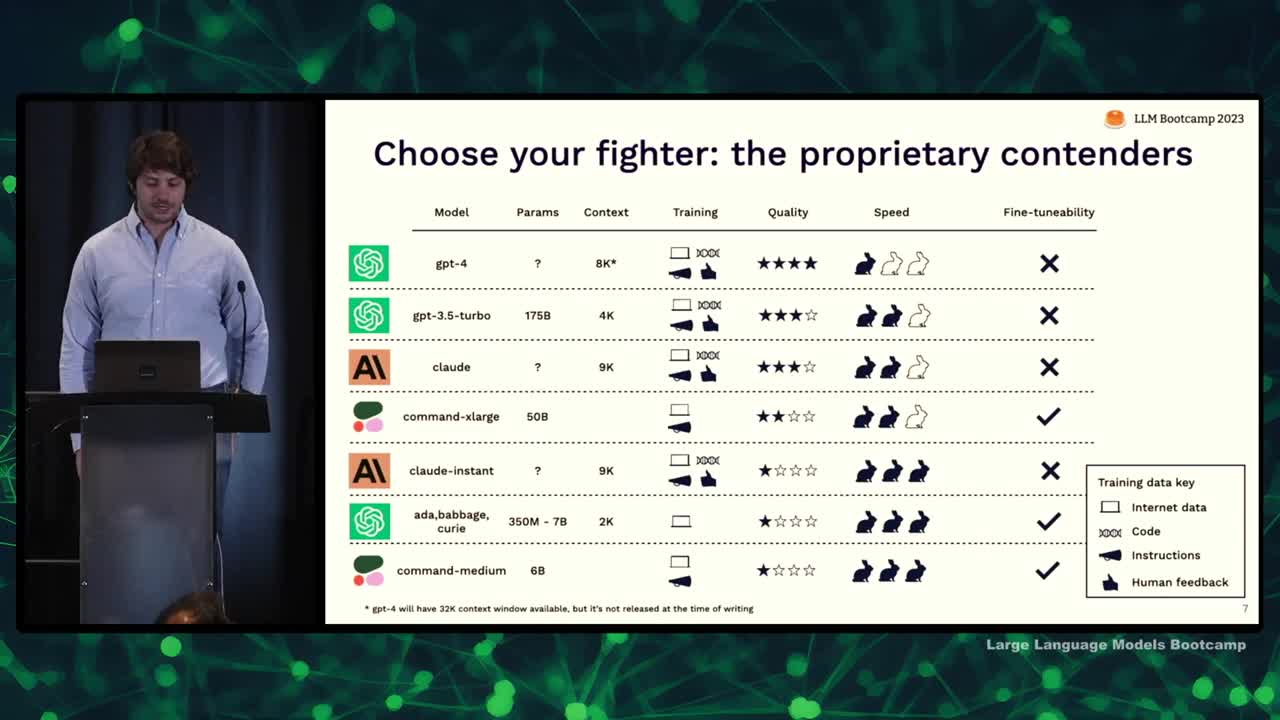 LLM Bootcamp 2023
Choose your fighter: the proprietary contenders
Model Params Context Training Quality Speed Fine-tuneability
gpt-4 ? 8K*
gpt-3.5-turbo 175B 4K
claude ? 9K
command-xlarge 50B
claude-instant ? 9K
ada,babbage,
curie 350M - 7B 2K
command-medium 6B
Training data key
Internet data
Code
Instructions
Human feedback
* gpt-4 will have 32K context window available, but it's not released at the time of writing
7
Large Language Models Bootcamp